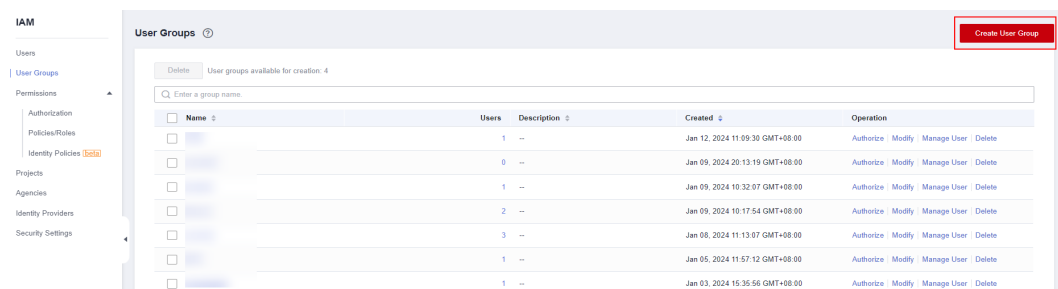 IAM
Users
User Groups
Permissions
Authorization
Policies/Roles
Identity Policies beta
Projects
Agencies
Identity Providers
Security Settings
User Groups ?
Create User Group
Delete User groups available for creation: 4
Enter a group name.
Name Users Description Created Operation
1 -- Jan 12, 2024 11:09:30 GMT+08:00 Authorize | Modify | Manage User | Delete
0 -- Jan 09, 2024 20:13:19 GMT+08:00 Authorize | Modify | Manage User | Delete
1 -- Jan 09, 2024 10:32:07 GMT+08:00 Authorize | Modify | Manage User | Delete
2 -- Jan 09, 2024 10:17:54 GMT+08:00 Authorize | Modify | Manage User | Delete
3 -- Jan 08, 2024 11:13:07 GMT+08:00 Authorize | Modify | Manage User | Delete
1 -- Jan 05, 2024 11:57:12 GMT+08:00 Authorize | Modify | Manage User | Delete
1 -- Jan 03, 2024 15:35:56 GMT+08:00 Authorize | Modify | Manage User | Delete